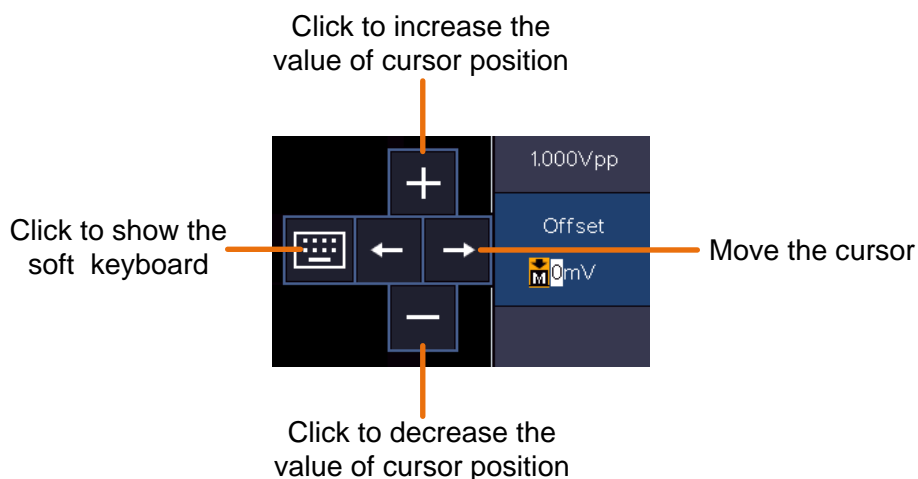 Click to increase the
value of cursor position
1.000Vpp
Offset
M0mV
Click to show the
soft keyboard
Move the cursor
Click to decrease the
value of cursor position